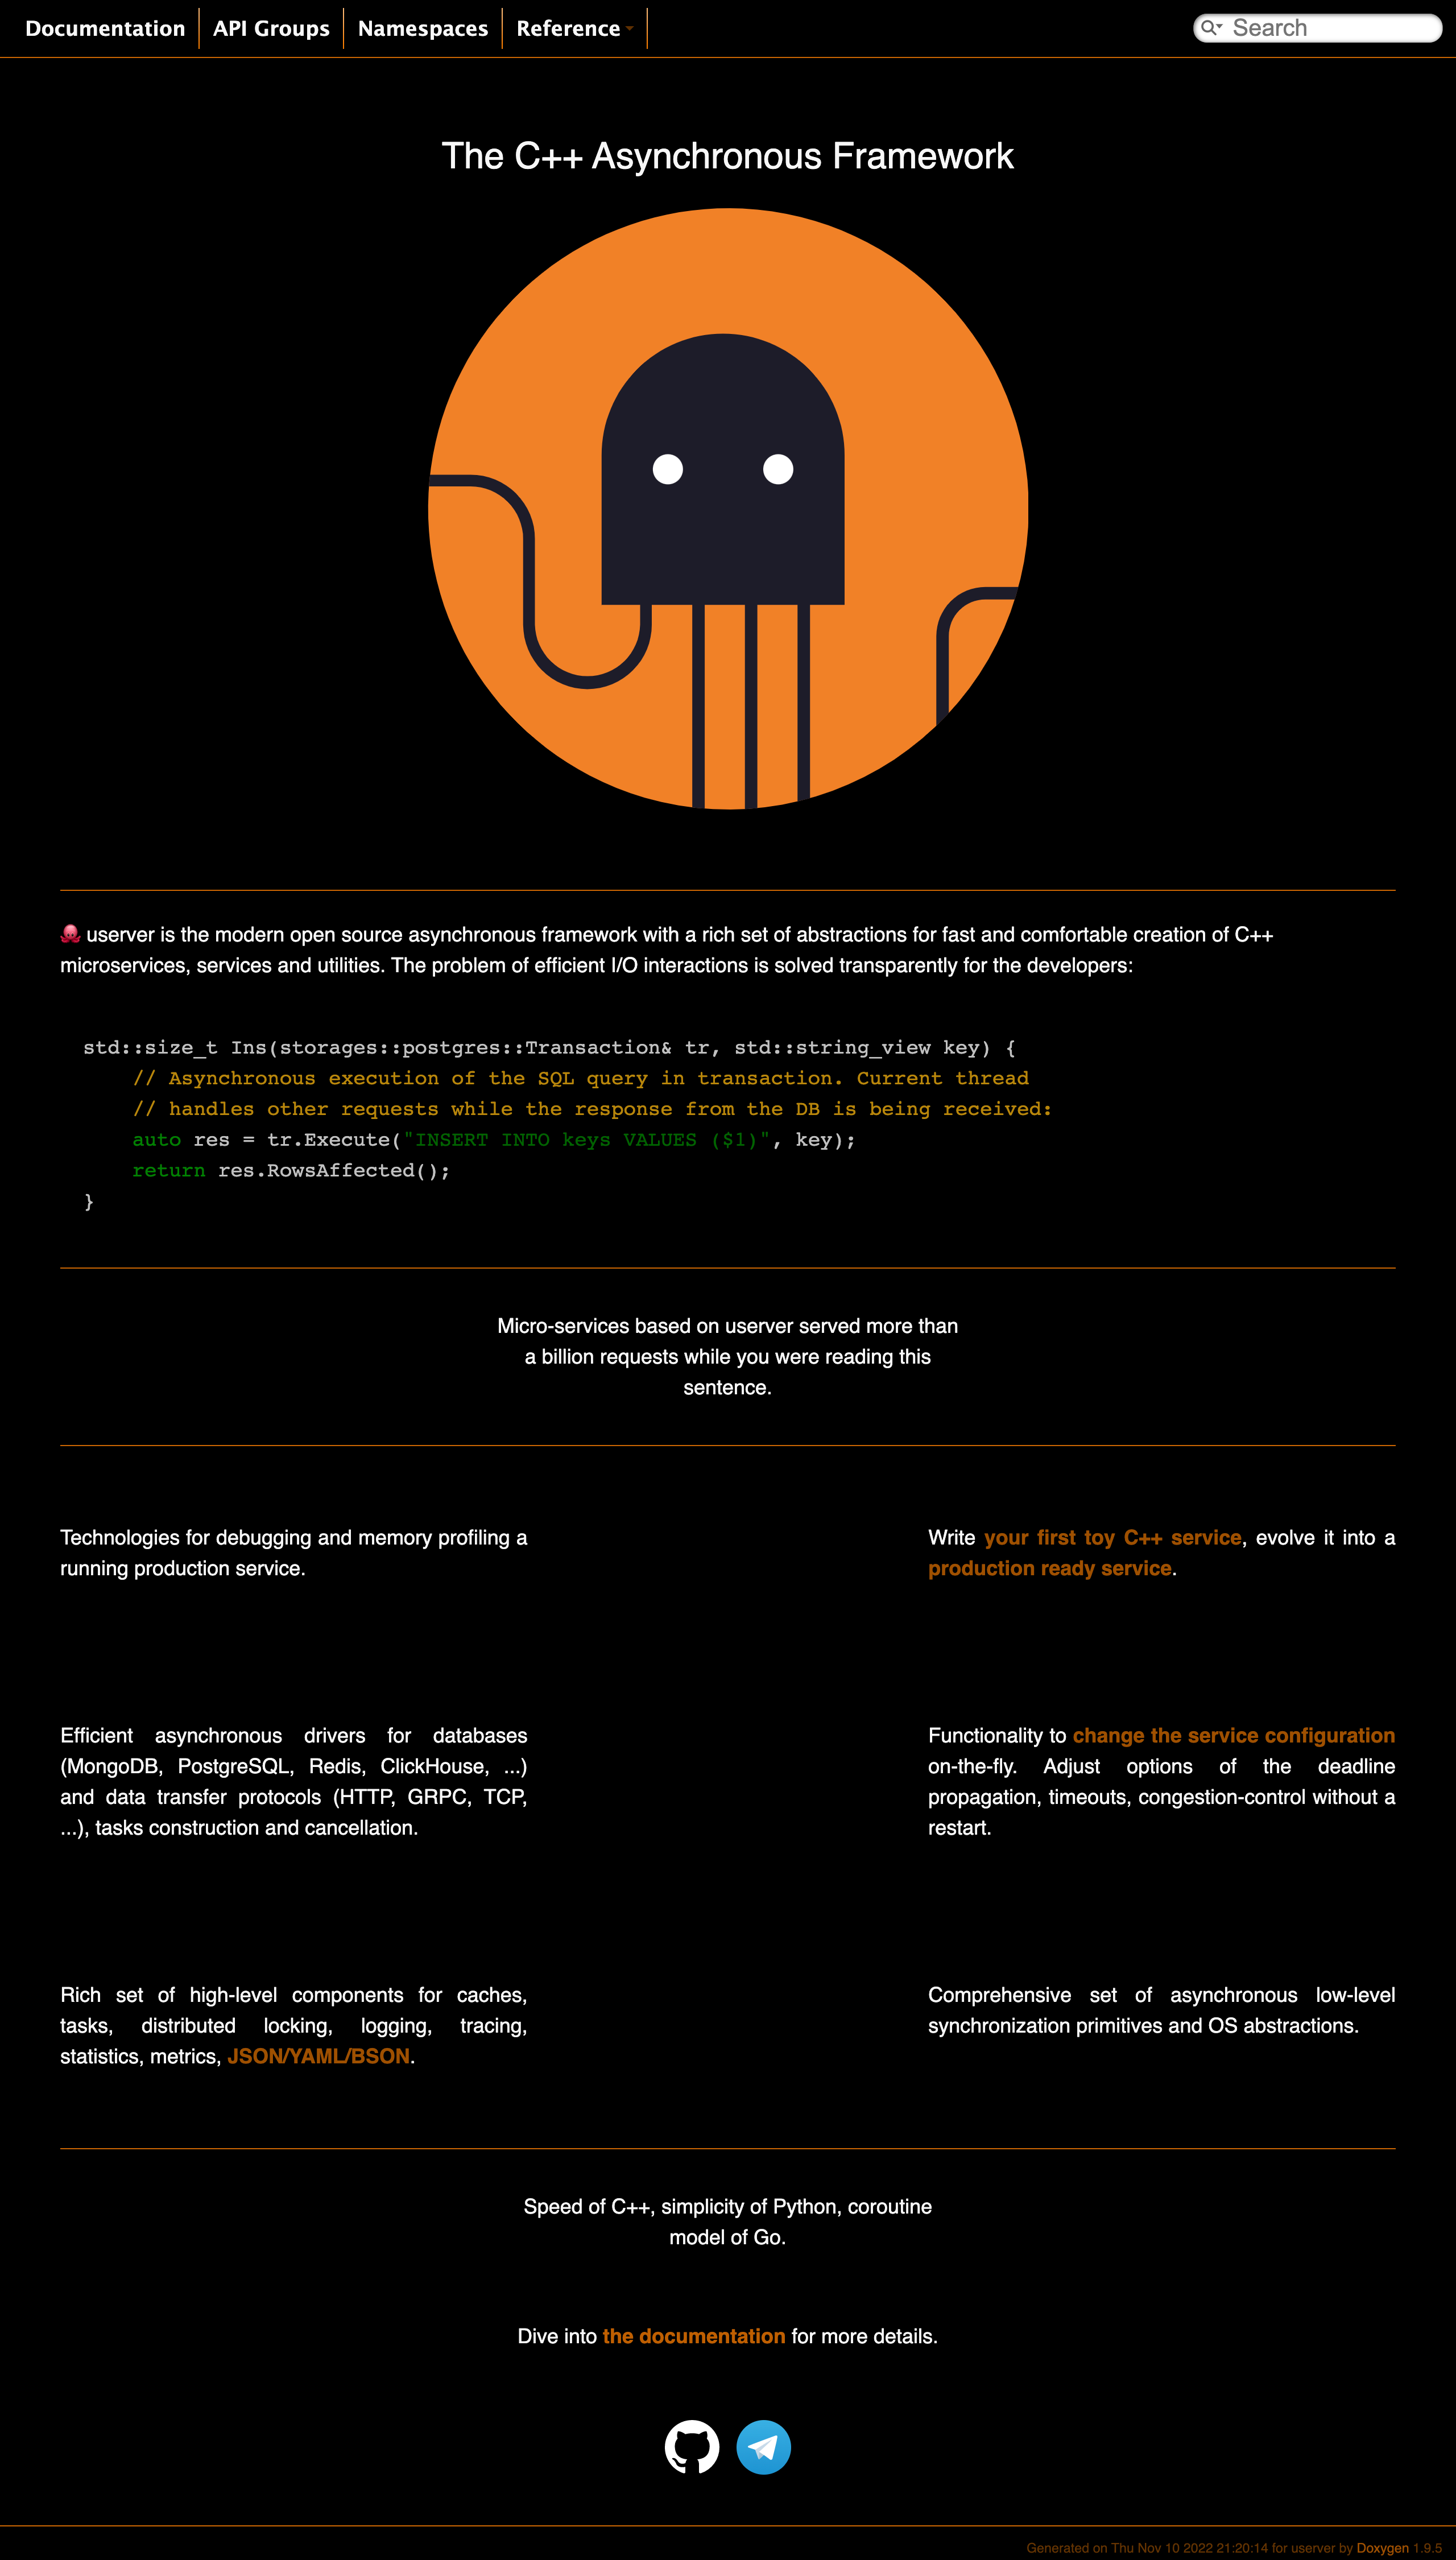 Documentation
API Groups
Namespaces
Reference
Search
The C++ Asynchronous Framework
🐙 userver is the modern open source asynchronous framework with a rich set of abstractions for fast and comfortable creation of C++
microservices, services and utilities. The problem of efficient I/O interactions is solved transparently for the developers:
std::size_t Ins(storages::postgres::Transaction& tr, std::string_view key) {
    // Asynchronous execution of the SQL query in transaction. Current thread
    // handles other requests while the response from the DB is being received:
    auto res = tr.Execute("INSERT INTO keys VALUES ($1)", key);
    return res.RowsAffected();
}
Micro-services based on userver served more than
a billion requests while you were reading this
sentence.
Technologies for debugging and memory profiling a
running production service.
Write your first toy C++ service, evolve it into a
production ready service.
Efficient asynchronous drivers for databases
(MongoDB, PostgreSQL, Redis, ClickHouse, ...)
and data transfer protocols (HTTP, GRPC, TCP,
...), tasks construction and cancellation.
Functionality to change the service configuration
on-the-fly. Adjust options of the deadline
propagation, timeouts, congestion-control without a
restart.
Rich set of high-level components for caches,
tasks, distributed locking, logging, tracing,
statistics, metrics, JSON/YAML/BSON.
Comprehensive set of asynchronous low-level
synchronization primitives and OS abstractions.
Speed of C++, simplicity of Python, coroutine
model of Go.
Dive into the documentation for more details.
Generated on Thu Nov 10 2022 21:20:14 for userver by Doxygen 1.9.5